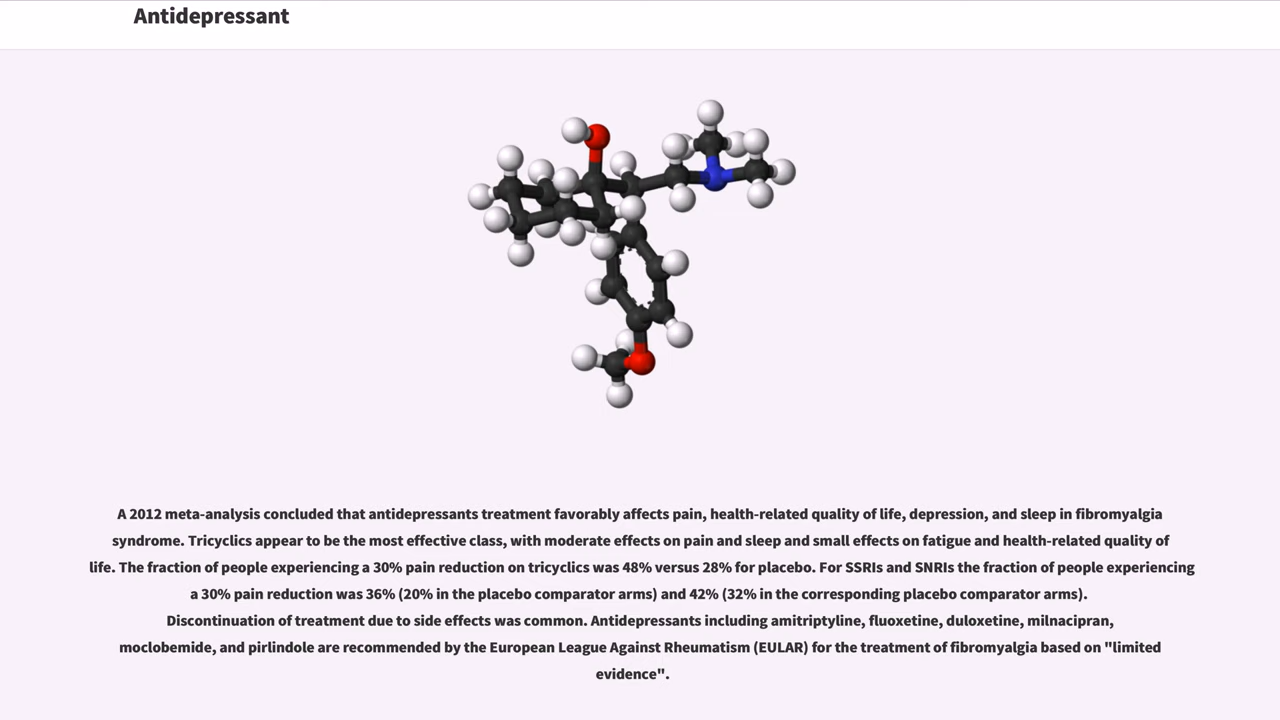 Antidepressant
A 2012 meta-analysis concluded that antidepressants treatment favorably affects pain, health-related quality of life, depression, and sleep in fibromyalgia
syndrome. Tricyclics appear to be the most effective class, with moderate effects on pain and sleep and small effects on fatigue and health-related quality of
life. The fraction of people experiencing a 30% pain reduction on tricyclics was 48% versus 28% for placebo. For SSRIs and SNRIs the fraction of people experiencing
a 30% pain reduction was 36% (20% in the placebo comparator arms) and 42% (32% in the corresponding placebo comparator arms).
Discontinuation of treatment due to side effects was common. Antidepressants including amitriptyline, fluoxetine, duloxetine, milnacipran,
moclobemide, and pirlindole are recommended by the European League Against Rheumatism (EULAR) for the treatment of fibromyalgia based on "limited
evidence".